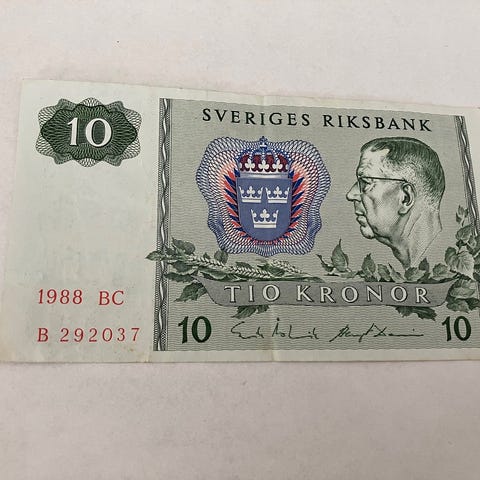 10
SVERIGES RIKSBANK
TIO KRONOR
1988 BC
B 292037
10
10